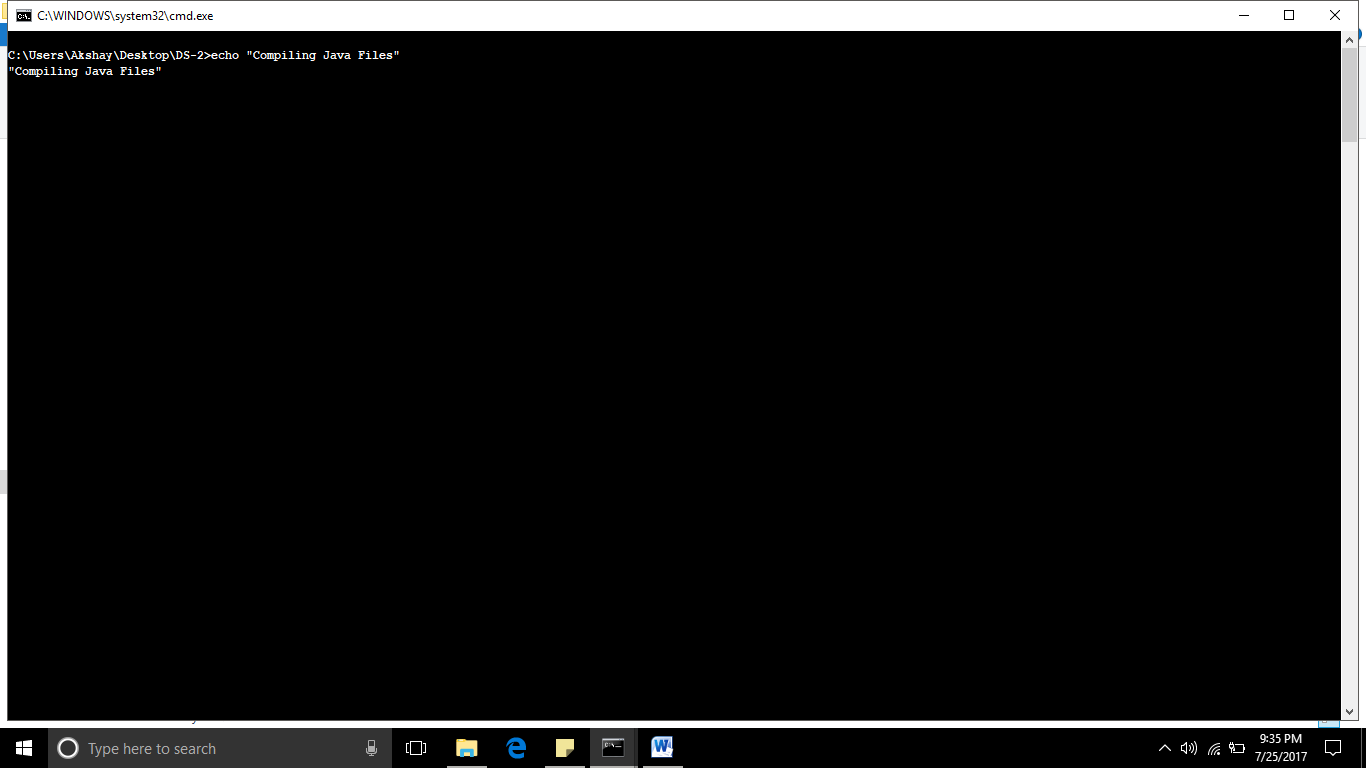 C:\WINDOWS\system32\cmd.exe
C:\Users\Akshay\Desktop\DS-2>echo "Compiling Java Files"
"Compiling Java Files"
Type here to search
9:35 PM
7/25/2017